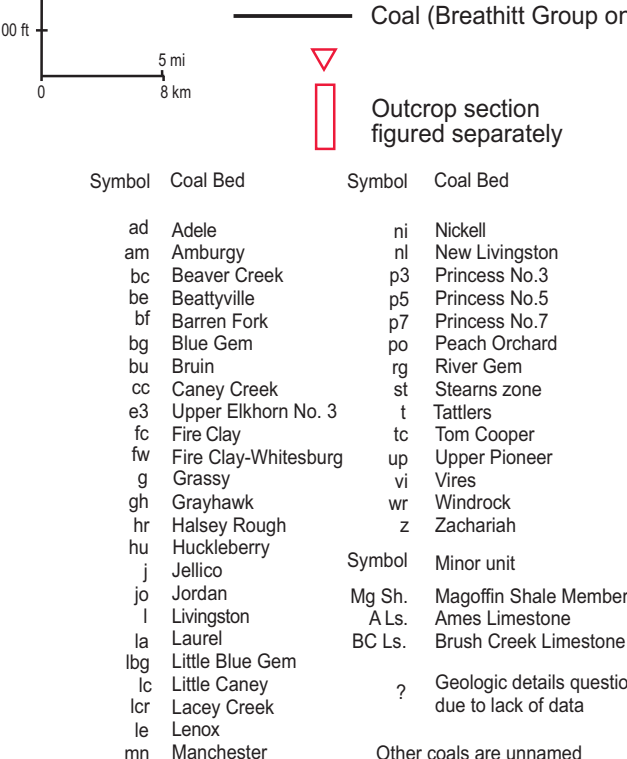 00 ft
5 mi
0 8 km
Coal (Breathitt Group or
Outcrop section
figured separately
Symbol Coal Bed
ad Adele
am Amburgy
bc Beaver Creek
be Beattyville
bf Barren Fork
bg Blue Gem
bu Bruin
cc Caney Creek
e3 Upper Elkhorn No. 3
fc Fire Clay
fw Fire Clay-Whitesburg
g Grassy
gh Grayhawk
hr Halsey Rough
hu Huckleberry
j Jellico
jo Jordan
l Livingston
la Laurel
lbg Little Blue Gem
lc Little Caney
lcr Lacey Creek
le Lenox
mn Manchester
Symbol Coal Bed
ni Nickell
nl New Livingston
p3 Princess No.3
p5 Princess No.5
p7 Princess No.7
po Peach Orchard
rg River Gem
st Stearns zone
t Tattlers
tc Tom Cooper
up Upper Pioneer
vi Vires
wr Windrock
z Zachariah
Symbol Minor unit
Mg Sh. Magoffin Shale Member
A Ls. Ames Limestone
BC Ls. Brush Creek Limestone
? Geologic details questio
due to lack of data
Other coals are unnamed